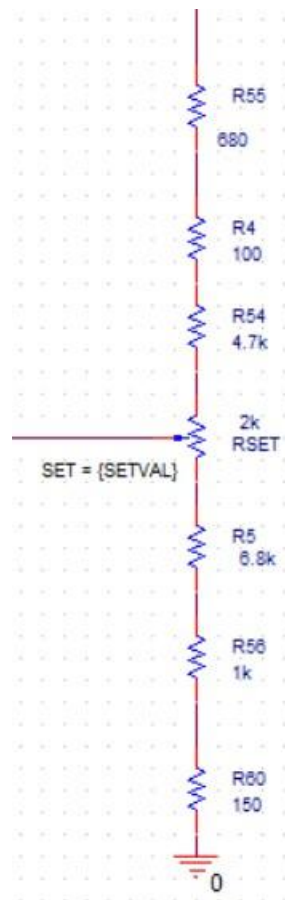 R55
680
R4
100
R54
4.7k
2k
RSET
SET = {SETVAL}
R5
6.8k
R56
1k
R60
150
0